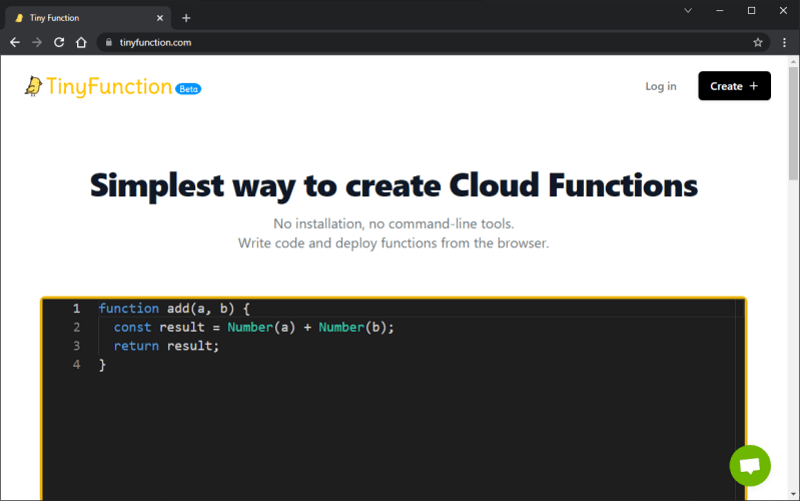 Tiny Function
tinyfunction.com
TinyFunction Beta
Log in
Create +
Simplest way to create Cloud Functions
No installation, no command-line tools.
Write code and deploy functions from the browser.
1 function add(a, b) {
2 const result = Number(a) + Number(b);
3 return result;
4 }